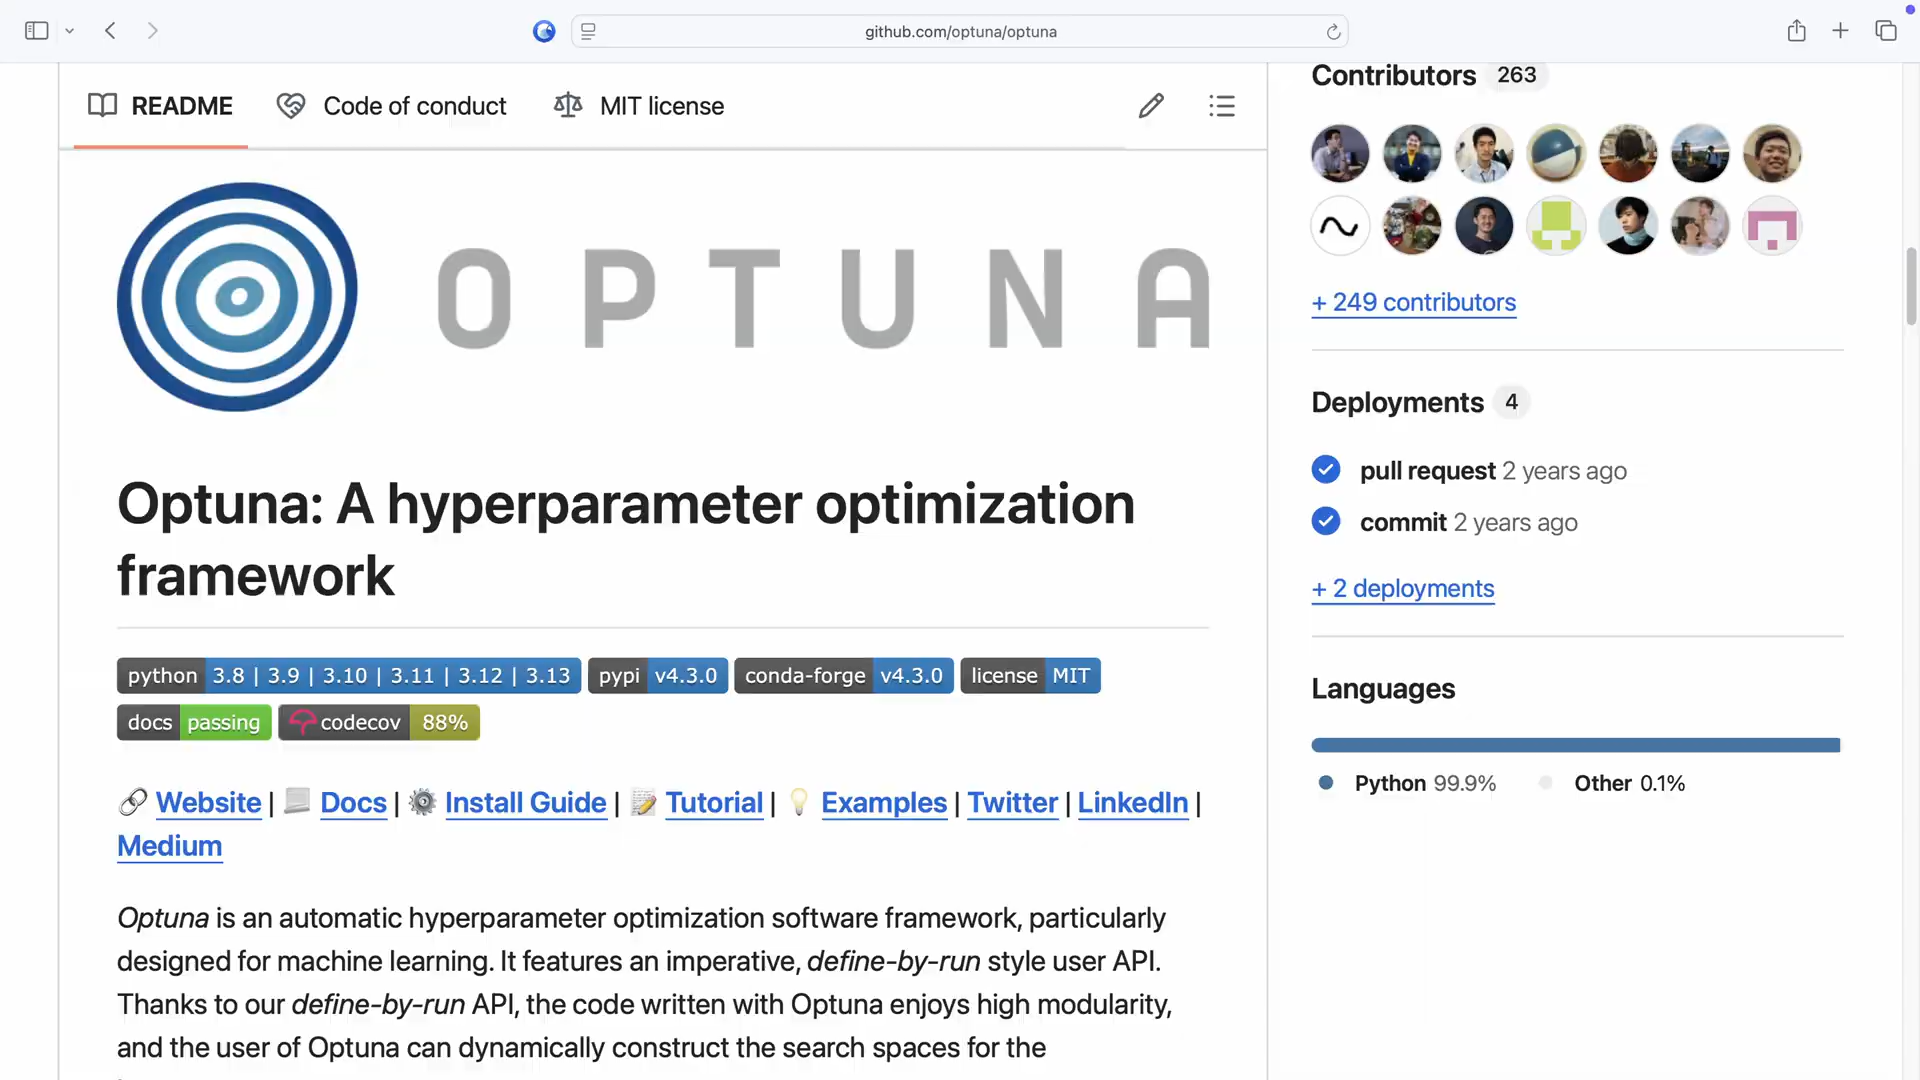 github.com/optuna/optuna
README
Code of conduct
MIT license
OPTUNA
Optuna: A hyperparameter optimization
framework
python 3.8 | 3.9 | 3.10 | 3.11 | 3.12 | 3.13
pypi v4.3.0
conda-forge v4.3.0
license MIT
docs passing
codecov 88%
Website | Docs | Install Guide | Tutorial | Examples | Twitter | LinkedIn |
Medium
Optuna is an automatic hyperparameter optimization software framework, particularly
designed for machine learning. It features an imperative, define-by-run style user API.
Thanks to our define-by-run API, the code written with Optuna enjoys high modularity,
and the user of Optuna can dynamically construct the search spaces for the
Contributors 263
+ 249 contributors
Deployments 4
pull request 2 years ago
commit 2 years ago
+ 2 deployments
Languages
Python 99.9%
Other 0.1%